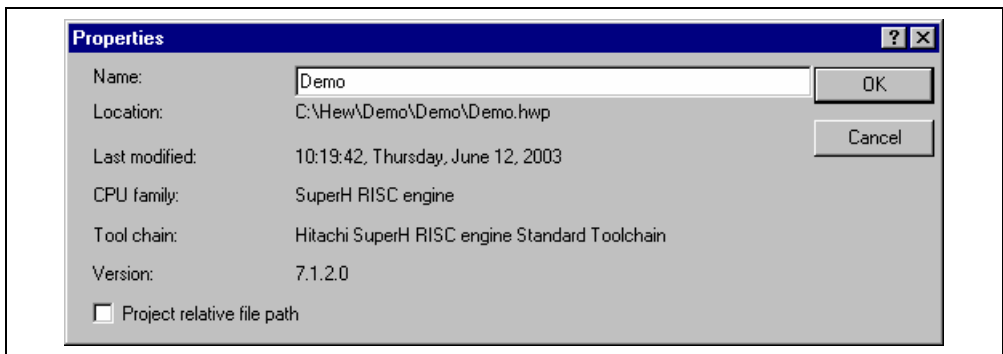 Properties
Name: Demo
OK
Location: C:\Hew\Demo\Demo\Demo.hwp
Cancel
Last modified: 10:19:42, Thursday, June 12, 2003
CPU family: SuperH RISC engine
Tool chain: Hitachi SuperH RISC engine Standard Toolchain
Version: 7.1.2.0
Project relative file path